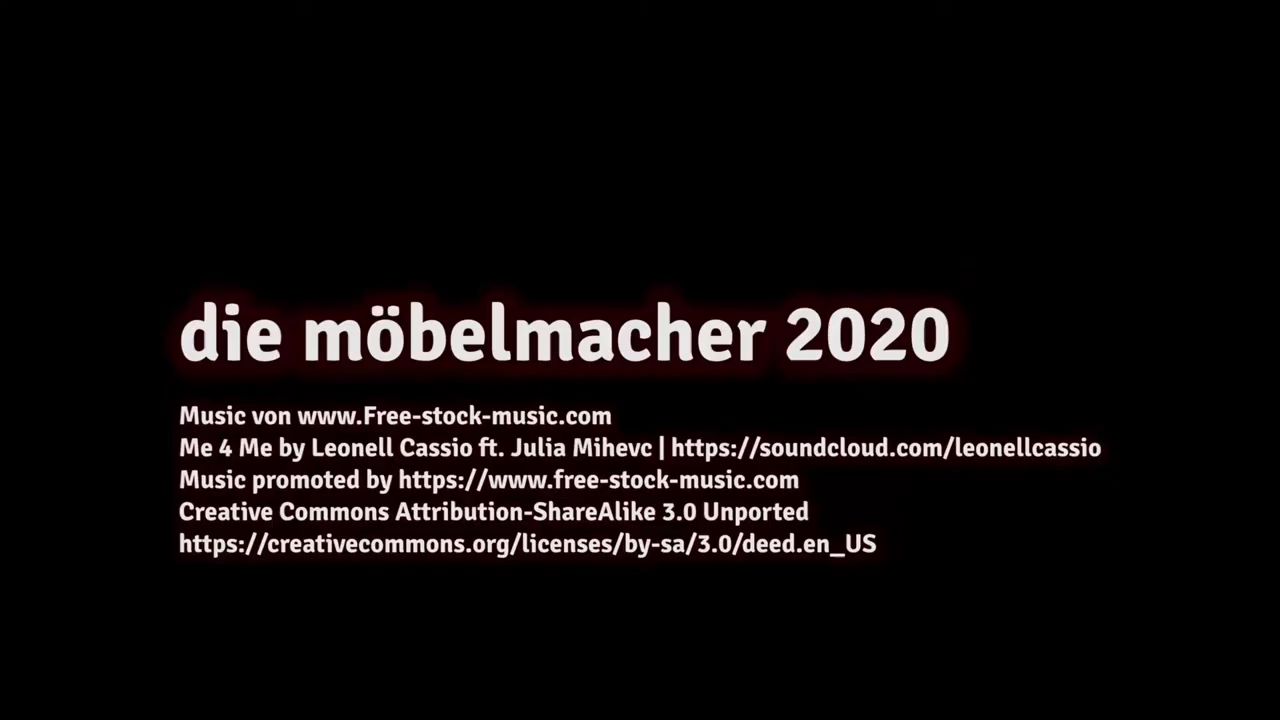 die möbelmacher 2020
Music von www.Free-stock-music.com
Me 4 Me by Leonell Cassio ft. Julia Mihevc | https://soundcloud.com/leonellcassio
Music promoted by https://www.free-stock-music.com
Creative Commons Attribution-ShareAlike 3.0 Unported
https://creativecommons.org/licenses/by-sa/3.0/deed.en_US